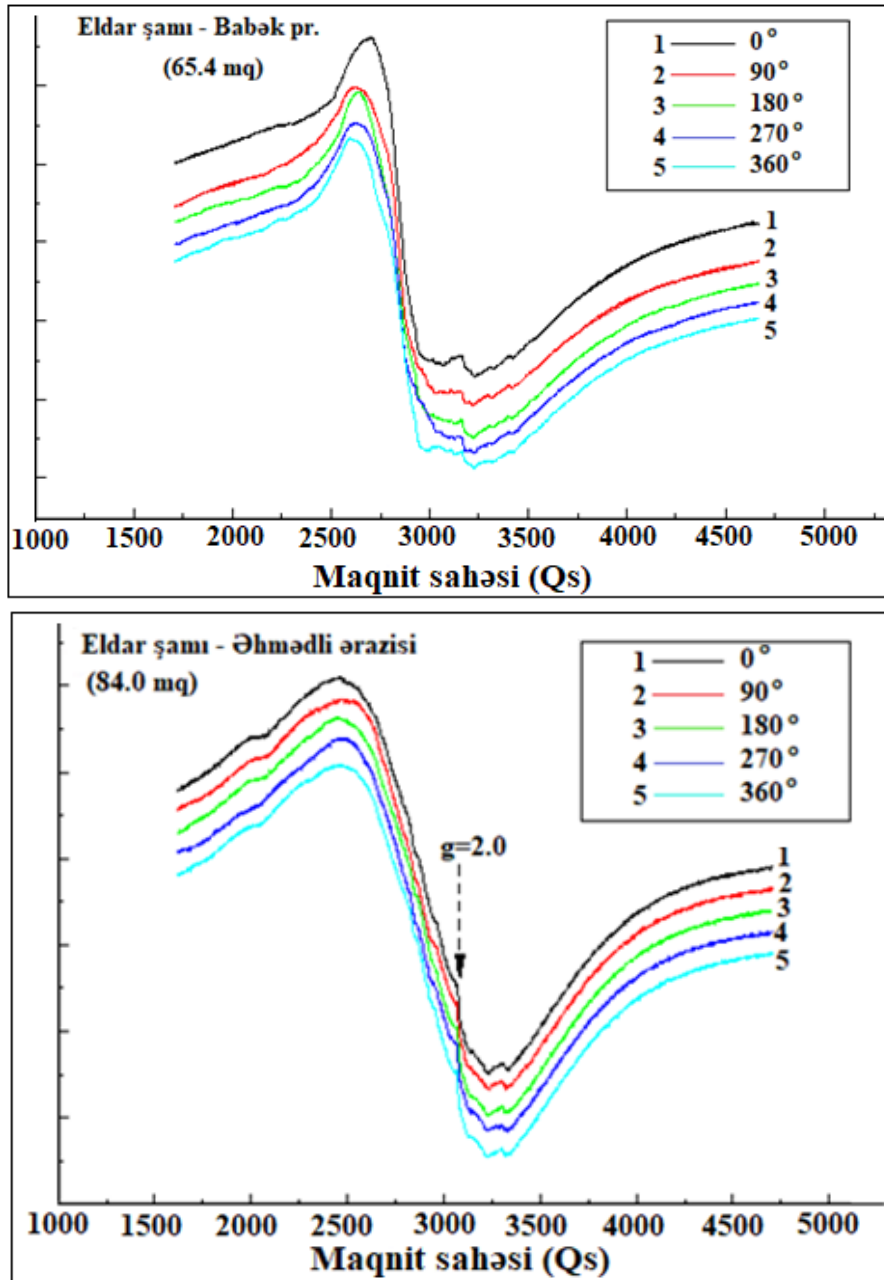 Eldar şamı - Babək pr.
(65.4 mq)
1 0°
2 90°
3 180°
4 270°
5 360°
1
2
3
4
5
1000 1500 2000 2500 3000 3500 4000 4500 5000
Maqnit sahəsi (Qs)
Eldar şamı - Əhmədli ərazisi
(84.0 mq)
1 0°
2 90°
3 180°
4 270°
5 360°
g=2.0
1
2
3
4
5
1000 1500 2000 2500 3000 3500 4000 4500 5000
Maqnit sahəsi (Qs)